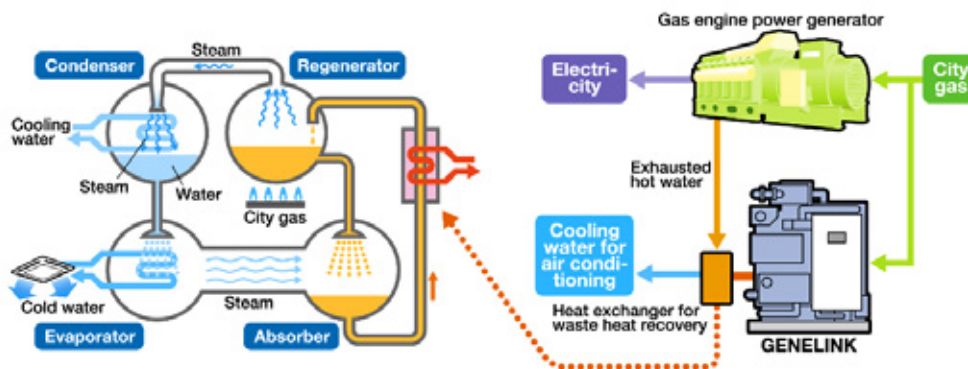 Steam
Condenser
Regenerator
Cooling
water
Steam
Water
City gas
Cold water
Steam
Evaporator
Absorber
Gas engine power generator
Electri-
city
City
gas
Exhausted
hot water
Cooling
water for
air condi-
tioning
Heat exchanger for
waste heat recovery
GENELINK